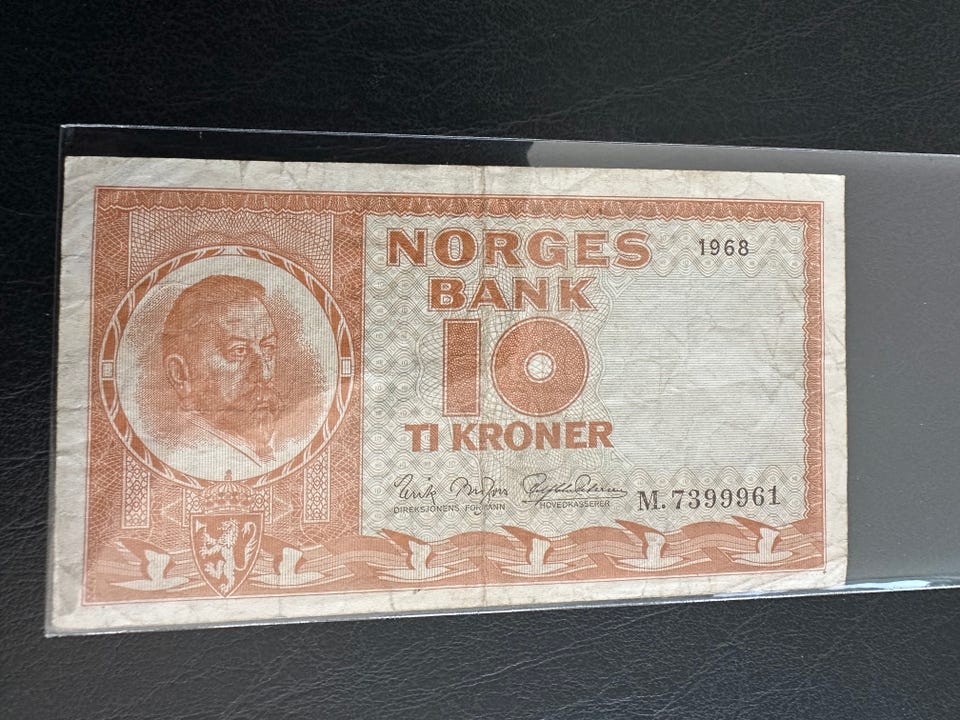 NORGES
1968
BANK
10
TI KRONER
DIREKSJONENS FORMANN
HOVEDKASSERER
M. 7399961